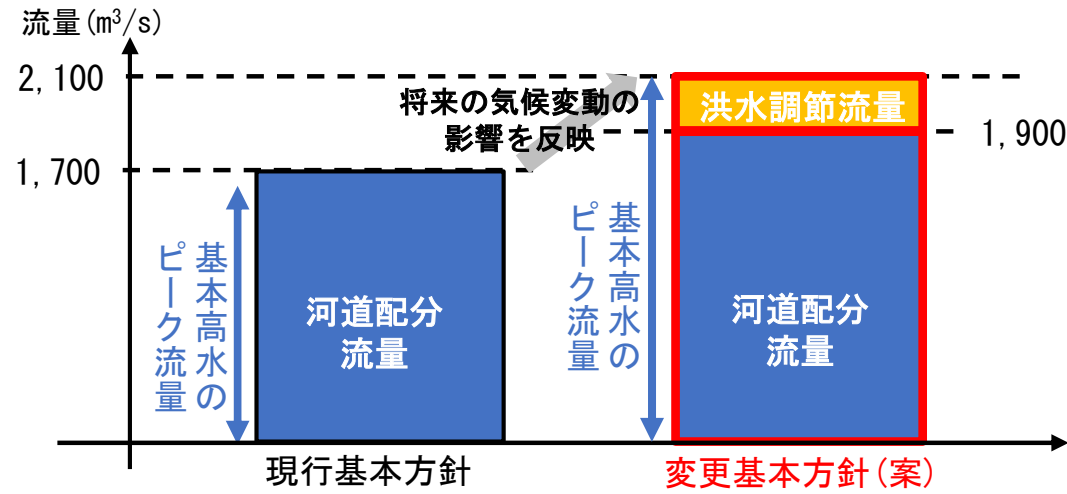 流量(m³/s)
2,100
将来の気候変動の
影響を反映
洪水調節流量
1,900
1,700
基本高水の
ピーク流量
河道配分
流量
基本高水の
ピーク流量
河道配分
流量
現行基本方針
変更基本方針(案)